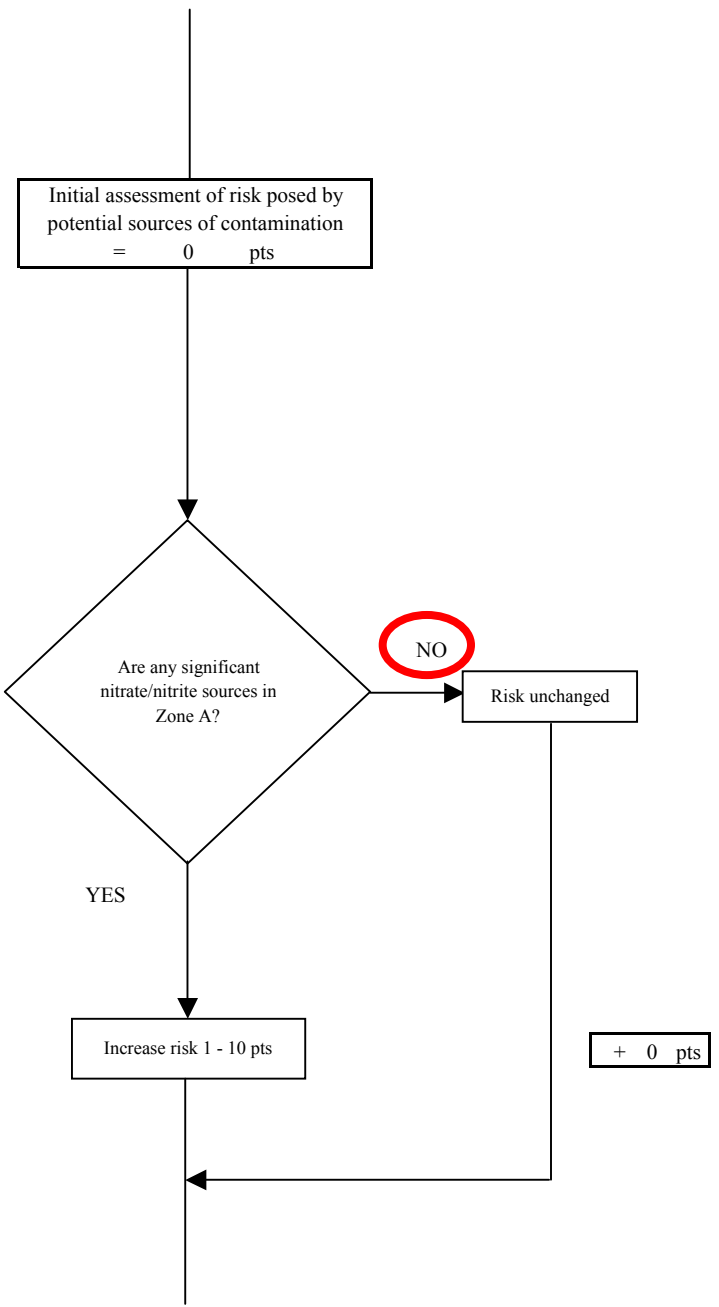 Initial assessment of risk posed by
potential sources of contamination
= 0 pts
Are any significant
nitrate/nitrite sources in
Zone A?
NO
Risk unchanged
YES
Increase risk 1 - 10 pts
+ 0 pts